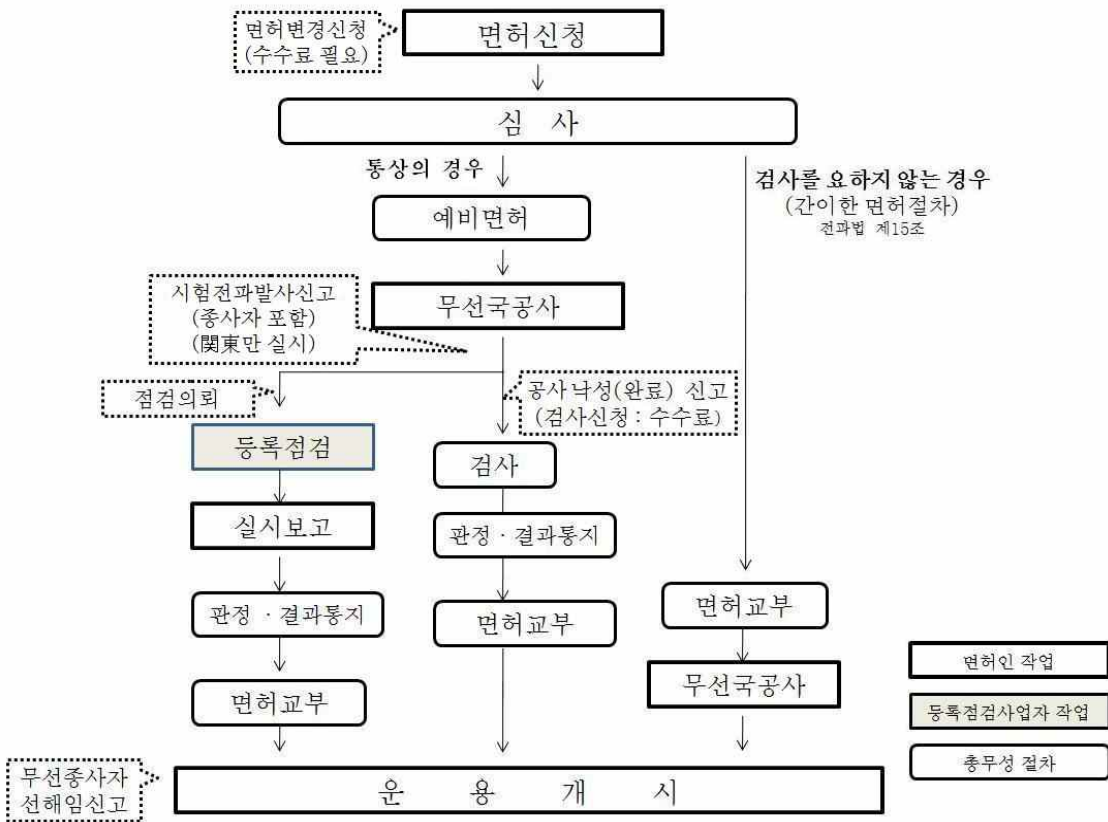 면허변경신청
(수수료 필요)
면허신청
심 사
통상의 경우
검사를 요하지 않는 경우
(간이한 면허절차)
전파법 제15조
예비면허
시험전파발사신고
(종사자 포함)
(関東만 실시)
무선국공사
점검의뢰
공사낙성(완료) 신고
(검사신청 : 수수료)
등록점검
검사
실시보고
판정 · 결과통지
판정 · 결과통지
면허교부
면허교부
면허교부
무선국공사
면허인 작업
등록점검사업자 작업
총무성 절차
무선종사자
선해임신고
운 용 개 시